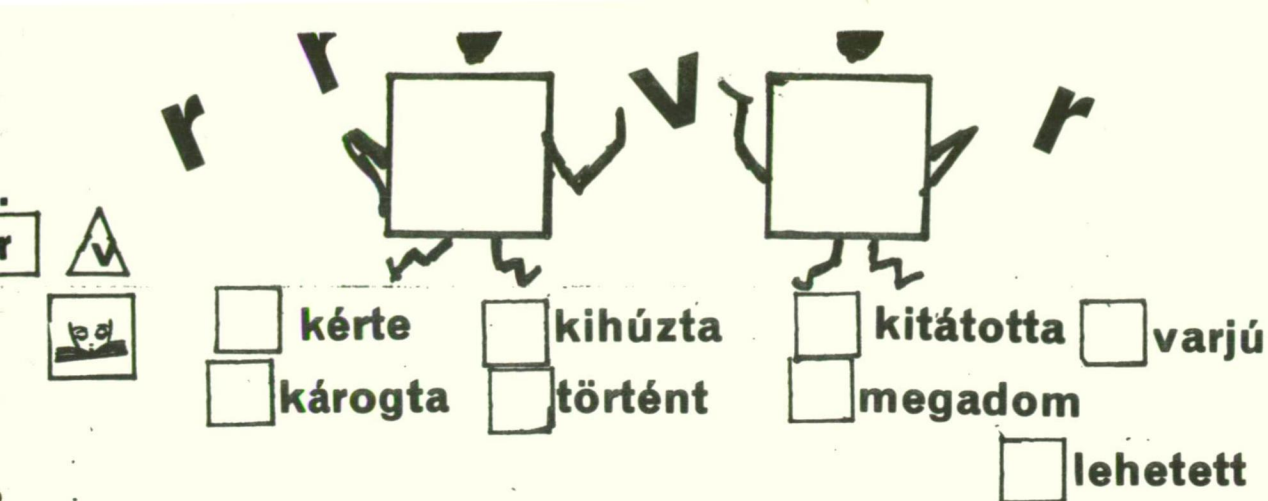 r r v r
r v
kérte kihúzta kitátotta varjú
károgta történt megadom
lehetett